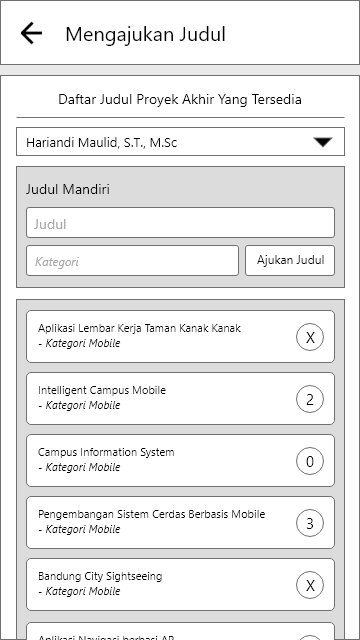 Mengajukan Judul
Daftar Judul Proyek Akhir Yang Tersedia
Hariandi Maulid, S.T., M.Sc
Judul Mandiri
Judul
Kategori
Ajukan Judul
Aplikasi Lembar Kerja Taman Kanak Kanak
- Kategori Mobile
X
Intelligent Campus Mobile
- Kategori Mobile
2
Campus Information System
- Kategori Mobile
0
Pengembangan Sistem Cerdas Berbasis Mobile
- Kategori Mobile
3
Bandung City Sightseeing
- Kategori Mobile
X
Aplikasi Navigasi berbasi AR